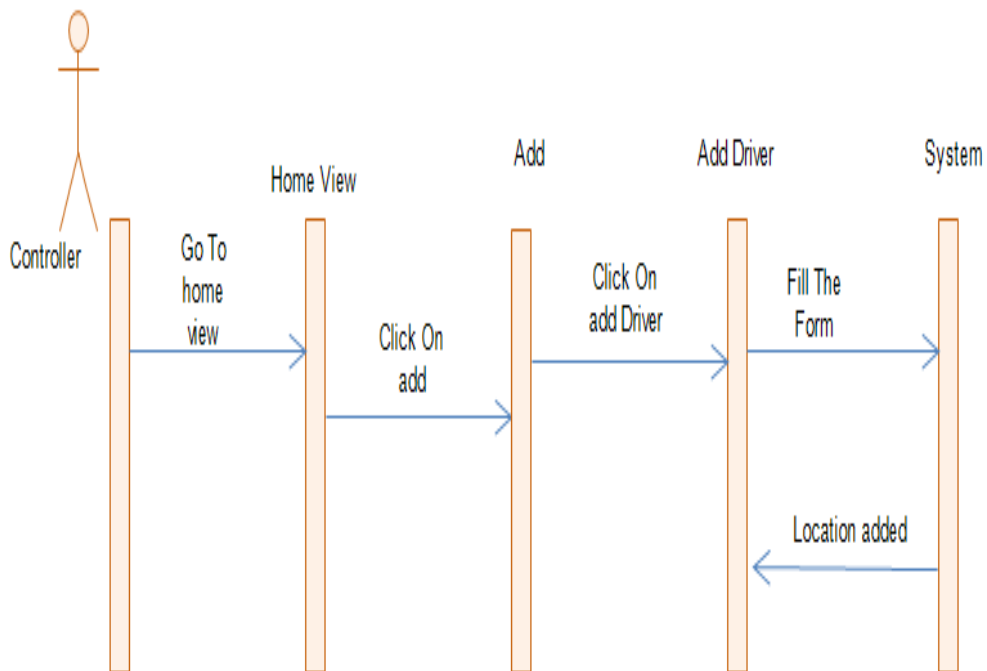 Add
Add Driver
System
Home View
Controller
Go To
home
view
Click On
add
Click On
add Driver
Fill The
Form
Location added